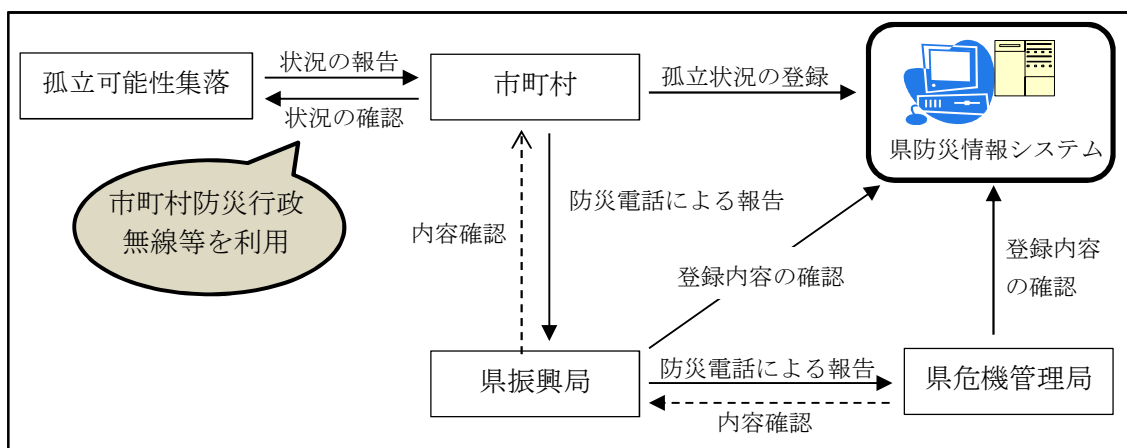 状況の報告
孤立可能性集落
市町村
孤立状況の登録
状況の確認
県防災情報システム
市町村防災行政
無線等を利用
防災電話による報告
内容確認
登録内容の確認
登録内容
の確認
県振興局
防災電話による報告
県危機管理局
内容確認